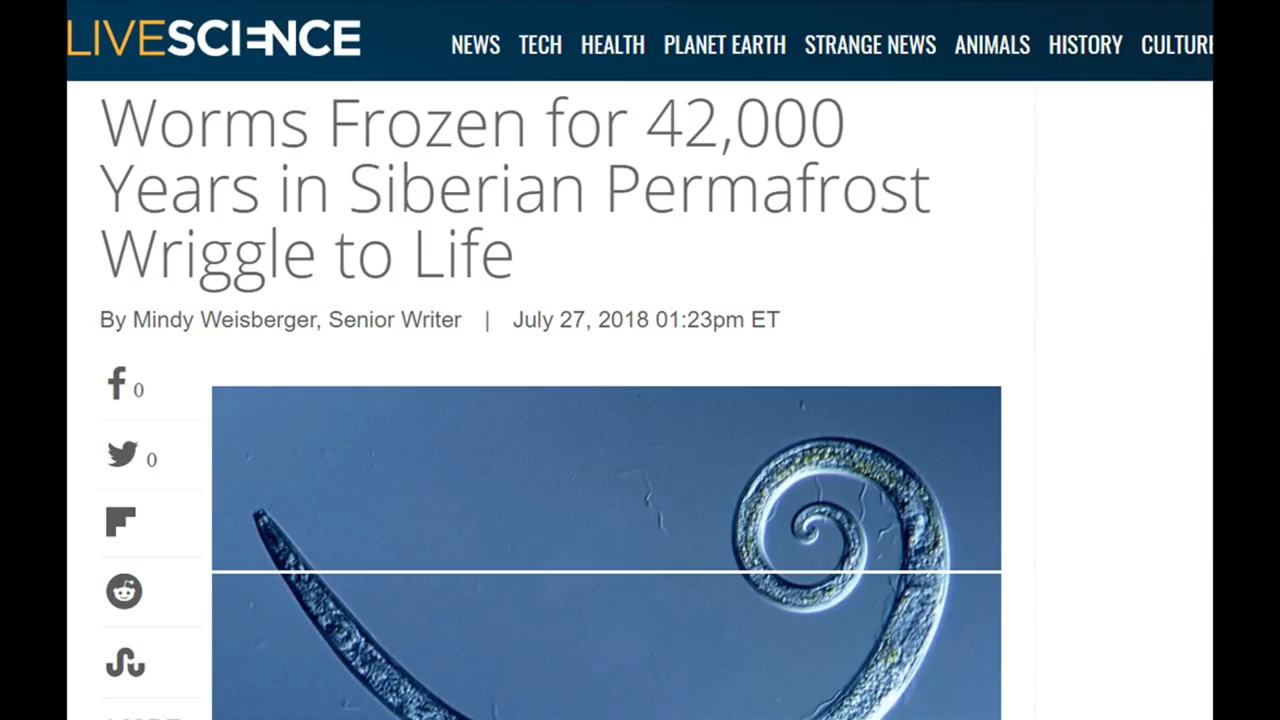 LIVESCIENCE
NEWS TECH HEALTH PLANET EARTH STRANGE NEWS ANIMALS HISTORY CULTURE
Worms Frozen for 42,000
Years in Siberian Permafrost
Wriggle to Life
By Mindy Weisberger, Senior Writer | July 27, 2018 01:23pm ET
0
0